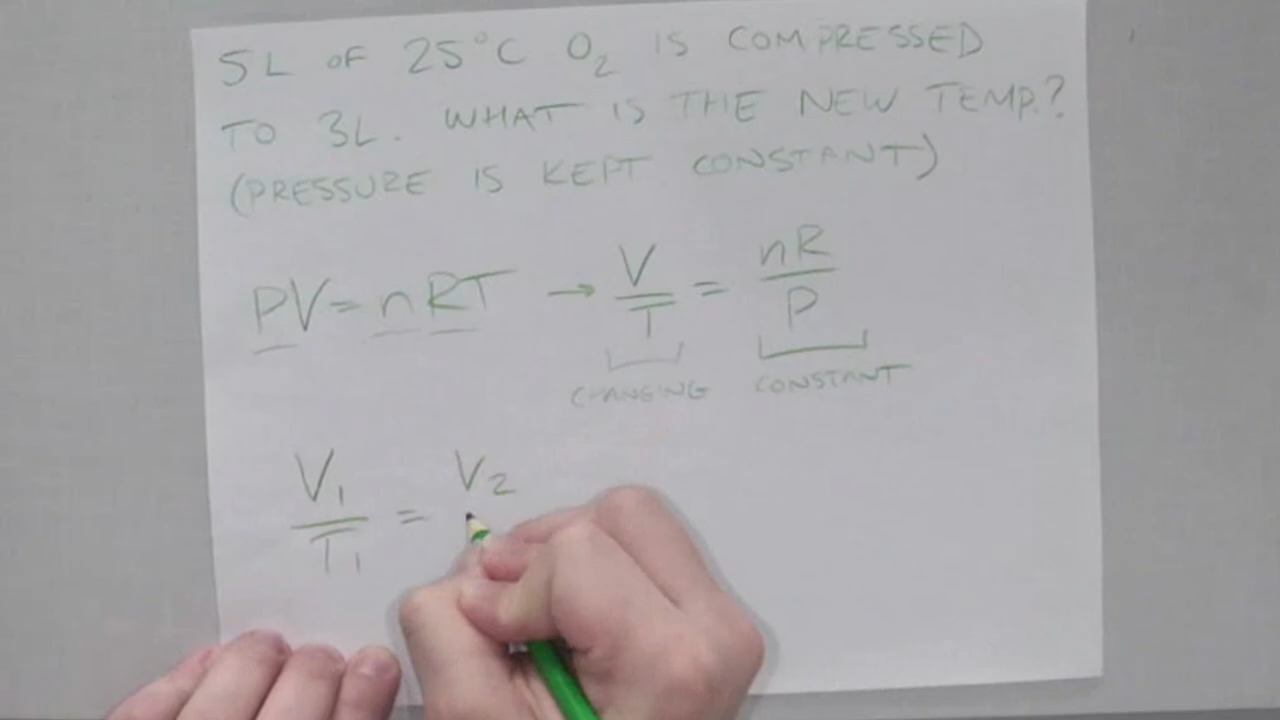 5L OF 25°C O₂ IS COMPRESSED
TO 3L. WHAT IS THE NEW TEMP.?
(PRESSURE IS KEPT CONSTANT)
PV = nRT → V/T = nR/P
CHANGING CONSTANT
V₁/T₁ = V₂